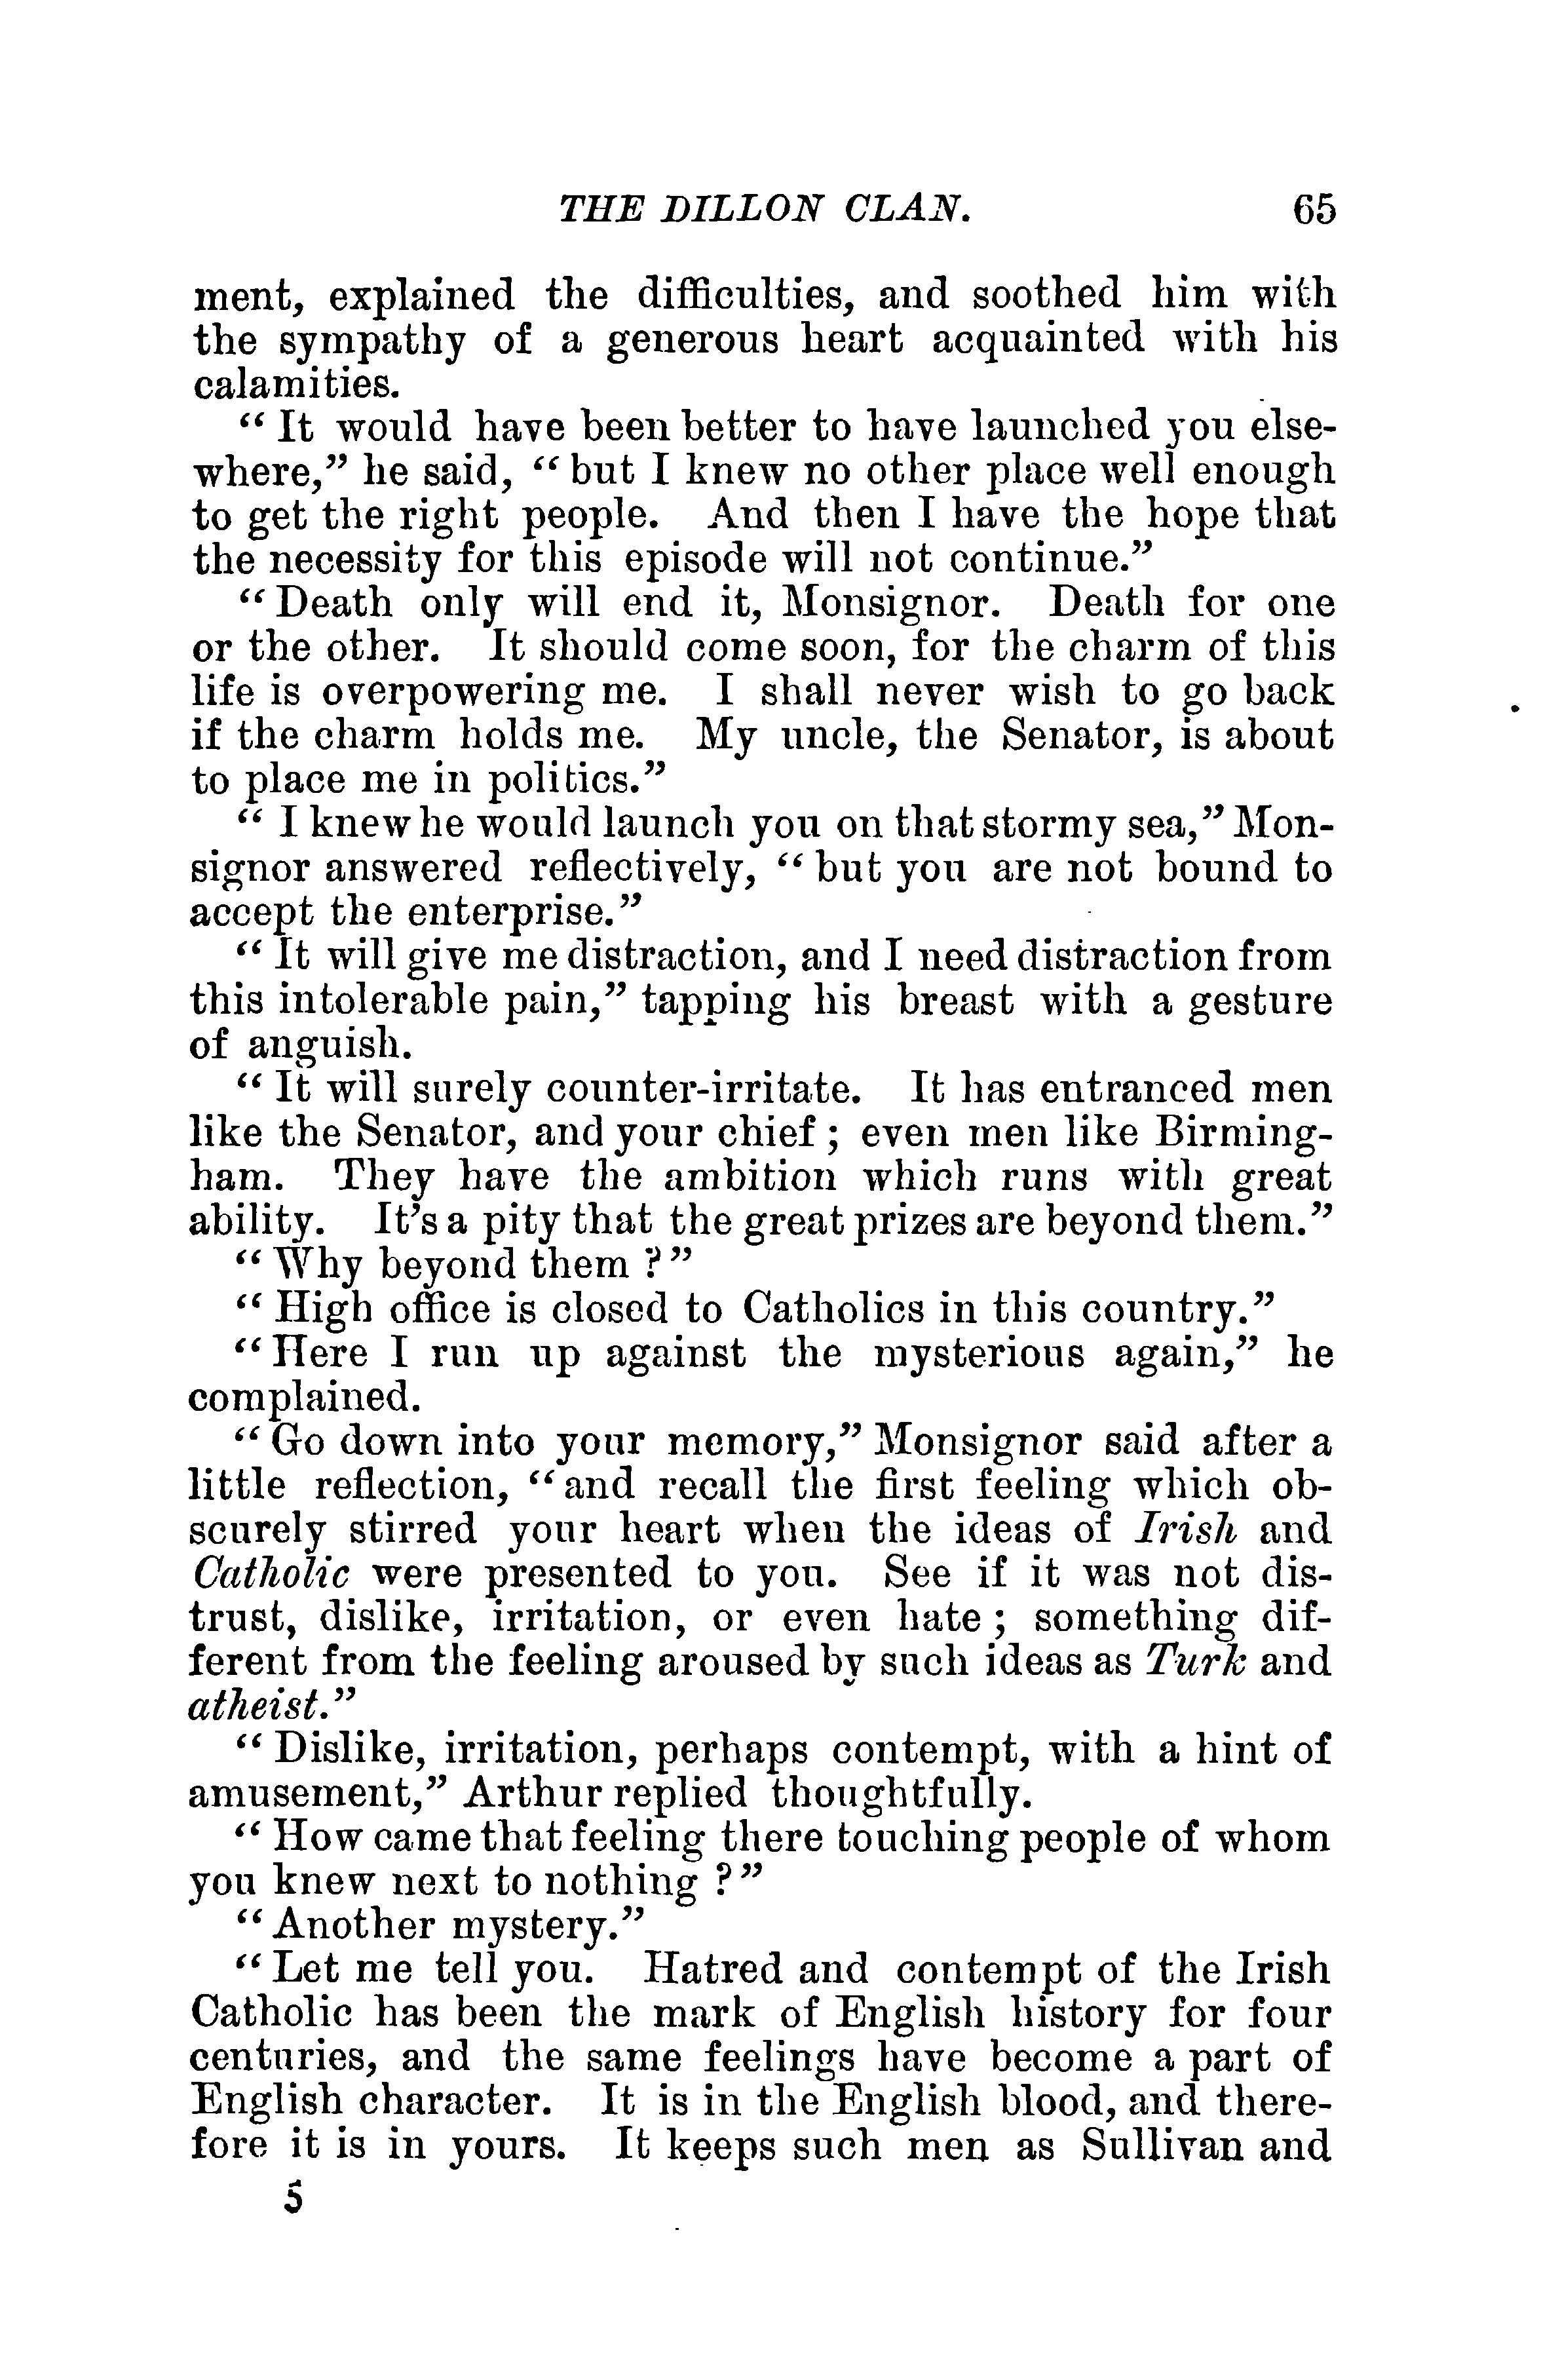 THE DILLON CLAN. 65
ment, explained the difficulties, and soothed him with
the sympathy of a generous heart acquainted with his
calamities.
“ It would have been better to have launched you else-
where,” he said, “ but I knew no other place well enough
to get the right people. And then I have the hope that
the necessity for this episode will not continue.”
“ Death only will end it, Monsignor. Death for one
or the other. It should come soon, for the charm of this
life is overpowering me. I shall never wish to go back
if the charm holds me. My uncle, the Senator, is about
to place me in politics.”
“ I knew he would launch you on that stormy sea,” Mon-
signor answered reflectively, “ but you are not bound to
accept the enterprise.”
“ It will give me distraction, and I need distraction from
this intolerable pain,” tapping his breast with a gesture
of anguish.
“ It will surely counter-irritate. It has entranced men
like the Senator, and your chief ; even men like Birming-
ham. They have the ambition which runs with great
ability. It’s a pity that the great prizes are beyond them.”
“ Why beyond them ? ”
“ High office is closed to Catholics in this country.”
“ Here I run up against the mysterious again,” he
complained.
“ Go down into your memory,” Monsignor said after a
little reflection, “ and recall the first feeling which ob-
scurely stirred your heart when the ideas of Irish and
Catholic were presented to you. See if it was not dis-
trust, dislike, irritation, or even hate ; something dif-
ferent from the feeling aroused by such ideas as Turk and
atheist.”
“ Dislike, irritation, perhaps contempt, with a hint of
amusement,” Arthur replied thoughtfully.
“ How came that feeling there touching people of whom
you knew next to nothing ? ”
“ Another mystery.”
“ Let me tell you. Hatred and contempt of the Irish
Catholic has been the mark of English history for four
centuries, and the same feelings have become a part of
English character. It is in the English blood, and there-
fore it is in yours. It keeps such men as Sullivan and
5